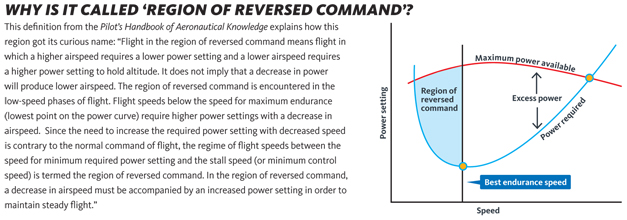 WHY IS IT CALLED ‘REGION OF REVERSED COMMAND’?
This definition from the Pilot’s Handbook of Aeronautical Knowledge explains how this
region got its curious name: “Flight in the region of reversed command means flight in
which a higher airspeed requires a lower power setting and a lower airspeed requires
a higher power setting to hold altitude. It does not imply that a decrease in power
will produce lower airspeed. The region of reversed command is encountered in the
low-speed phases of flight. Flight speeds below the speed for maximum endurance
(lowest point on the power curve) require higher power settings with a decrease in
airspeed. Since the need to increase the required power setting with decreased speed
is contrary to the normal command of flight, the regime of flight speeds between the
speed for minimum required power setting and the stall speed (or minimum control
speed) is termed the region of reversed command. In the region of reversed command,
a decrease in airspeed must be accompanied by an increased power setting in order to
maintain steady flight.”
Maximum power available
Region of
reversed
command
Excess power
Power required
Power setting
Best endurance speed
Speed